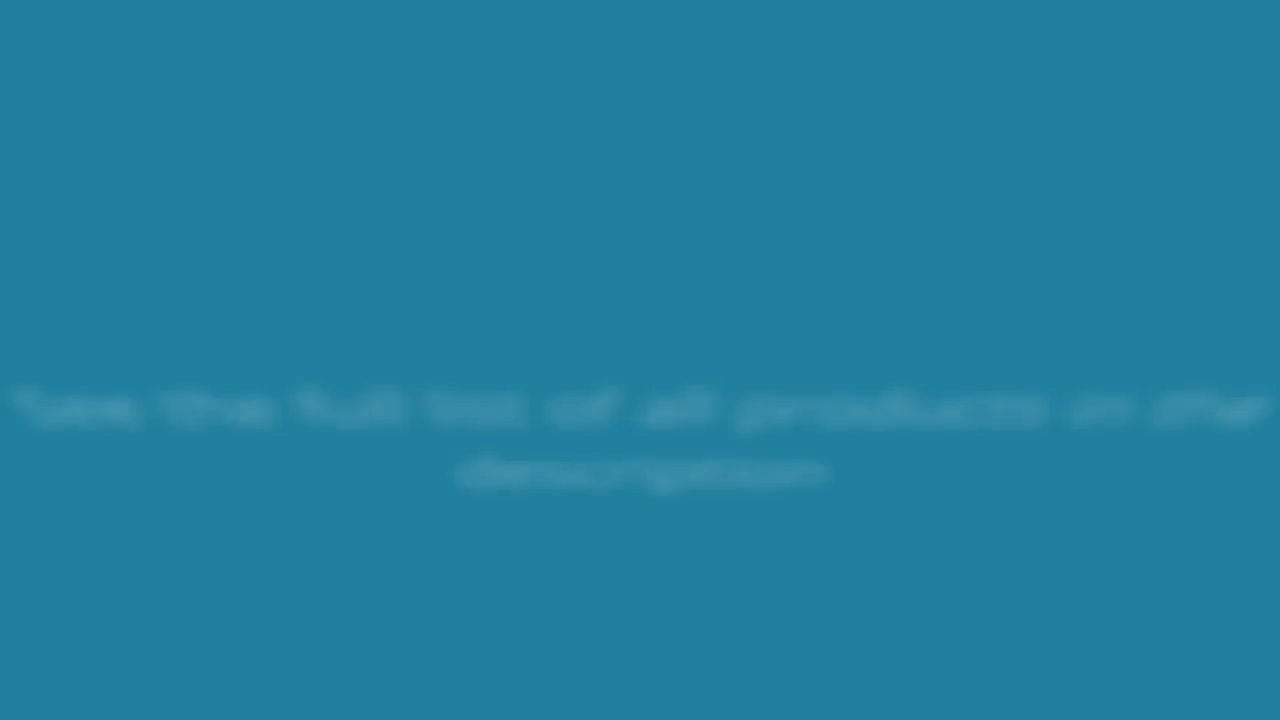 *See the full list of all products in the
description